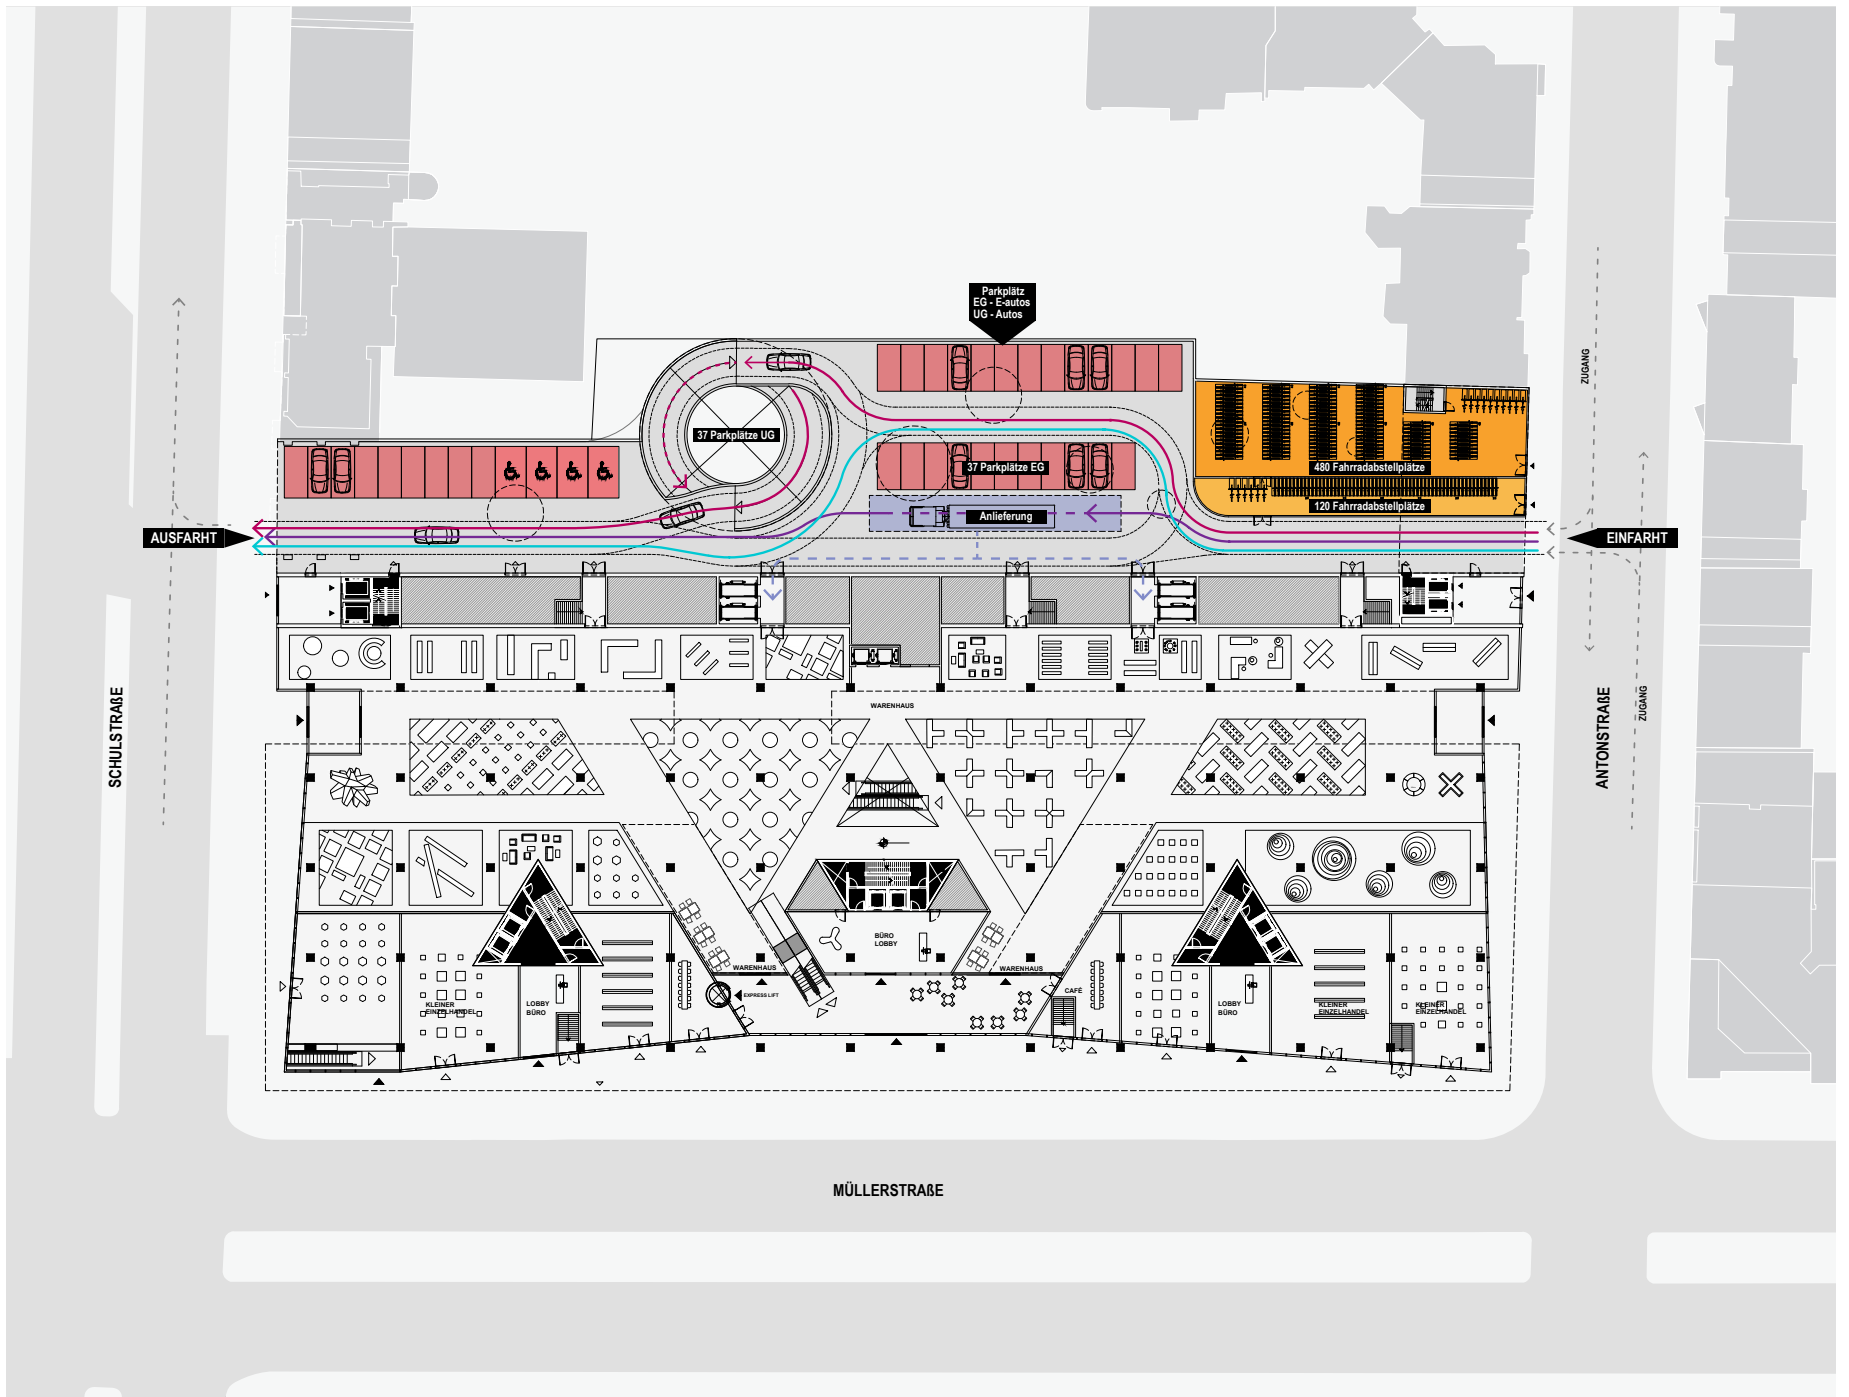 Parkplätz
EG - E-autos
UG - Autos
ZUGANG
37 Parkplätze UG
37 Parkplätze EG
480 Fahrradabstellplätze
120 Fahrradabstellplätze
Anlieferung
AUSFARHT
EINFARHT
SCHULSTRAßE
ANTONSTRAßE
ZUGANG
WARENHAUS
BÜRO
LOBBY
WARENHAUS
WARENHAUS
EXPRESS LIFT
CAFÉ
KLEINER
EINZELHANDEL
LOBBY
BÜRO
LOBBY
BÜRO
KLEINER
EINZELHANDEL
KLEINER
EINZELHANDEL
MÜLLERSTRAßE